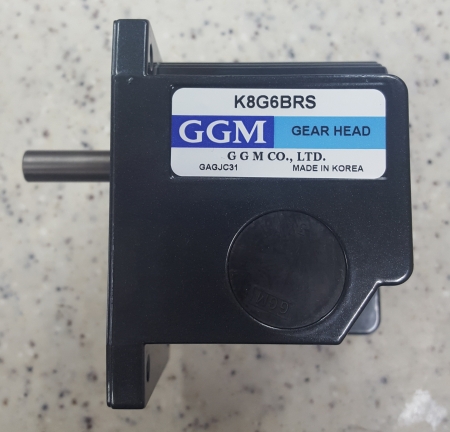 K8G6BRS
GGM GEAR HEAD
G G M CO., LTD.
GAGJC31 MADE IN KOREA